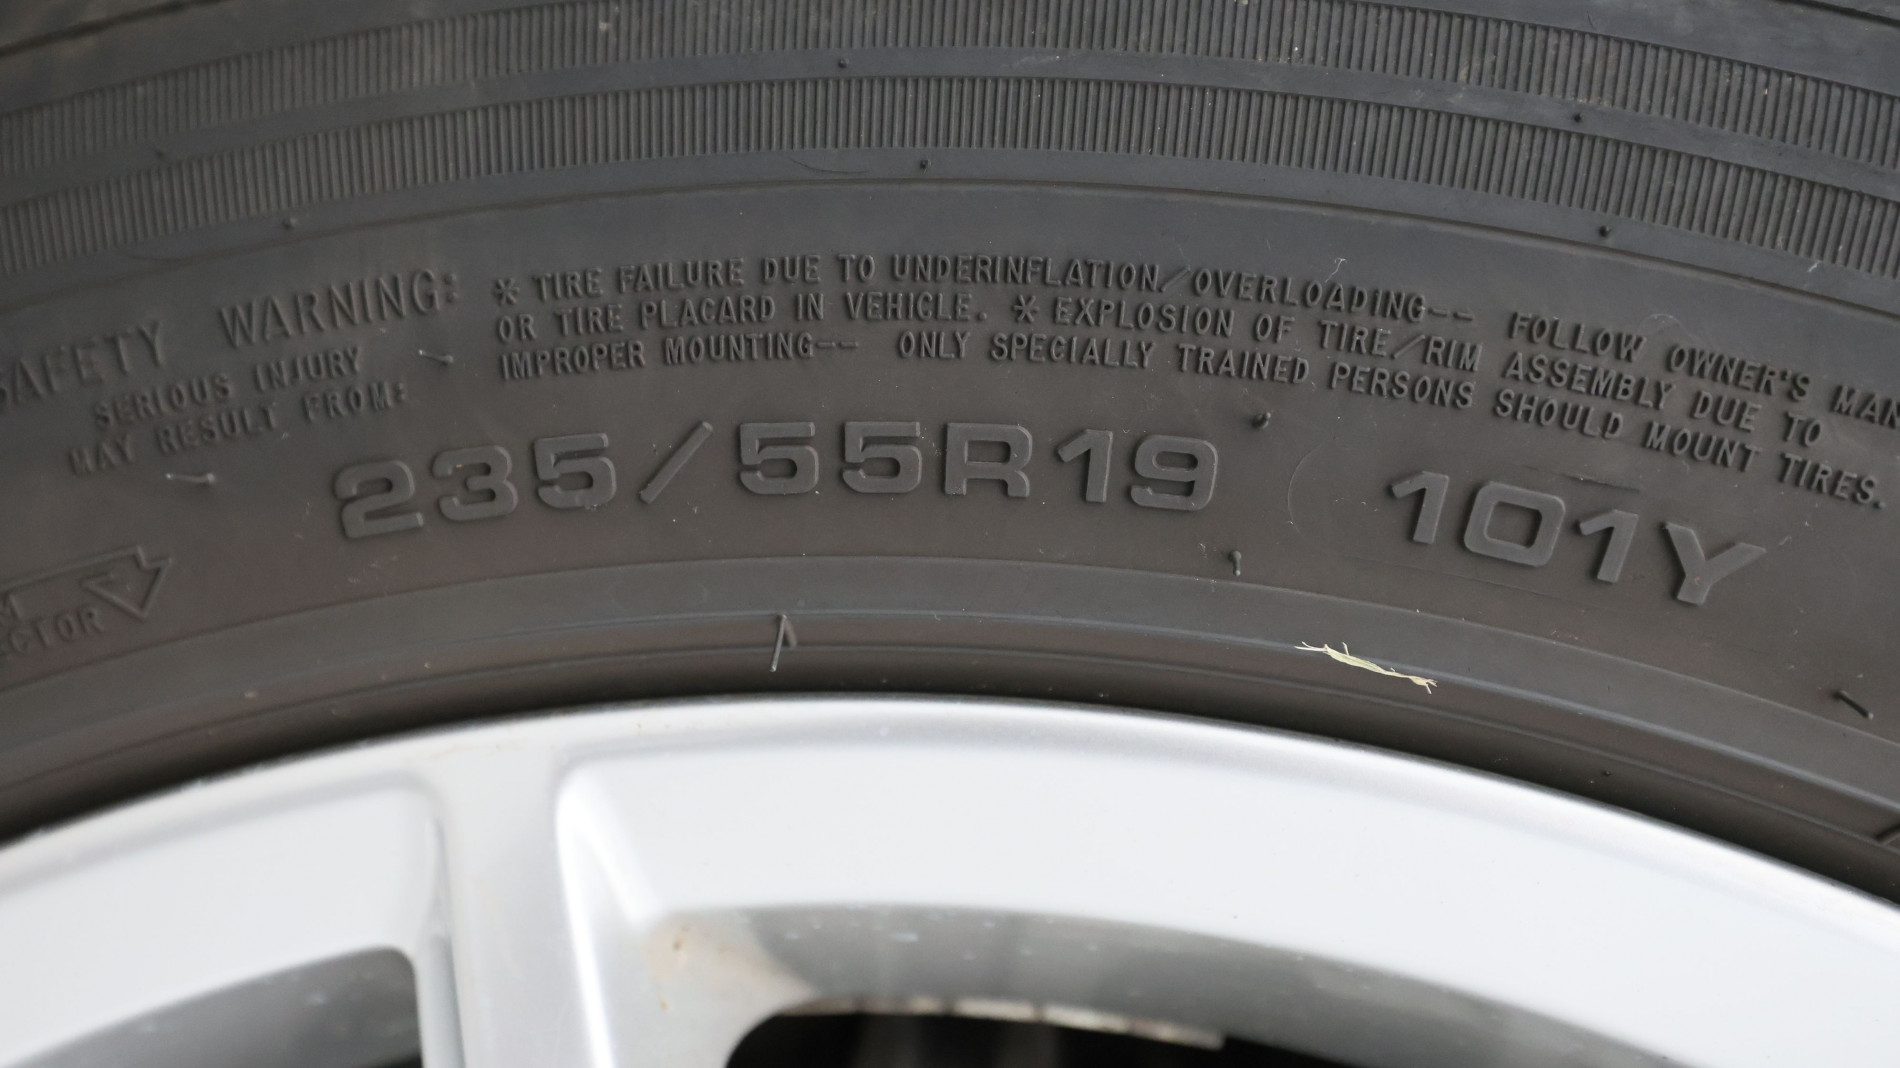 SAFETY WARNING:
SERIOUS INJURY
MAY RESULT FROM:
* TIRE FAILURE DUE TO UNDERINFLATION/OVERLOADING-- FOLLOW OWNER'S MAN
OR TIRE PLACARD IN VEHICLE. * EXPLOSION OF TIRE/RIM ASSEMBLY DUE TO
IMPROPER MOUNTING-- ONLY SPECIALLY TRAINED PERSONS SHOULD MOUNT TIRES.
235/55R19 101Y